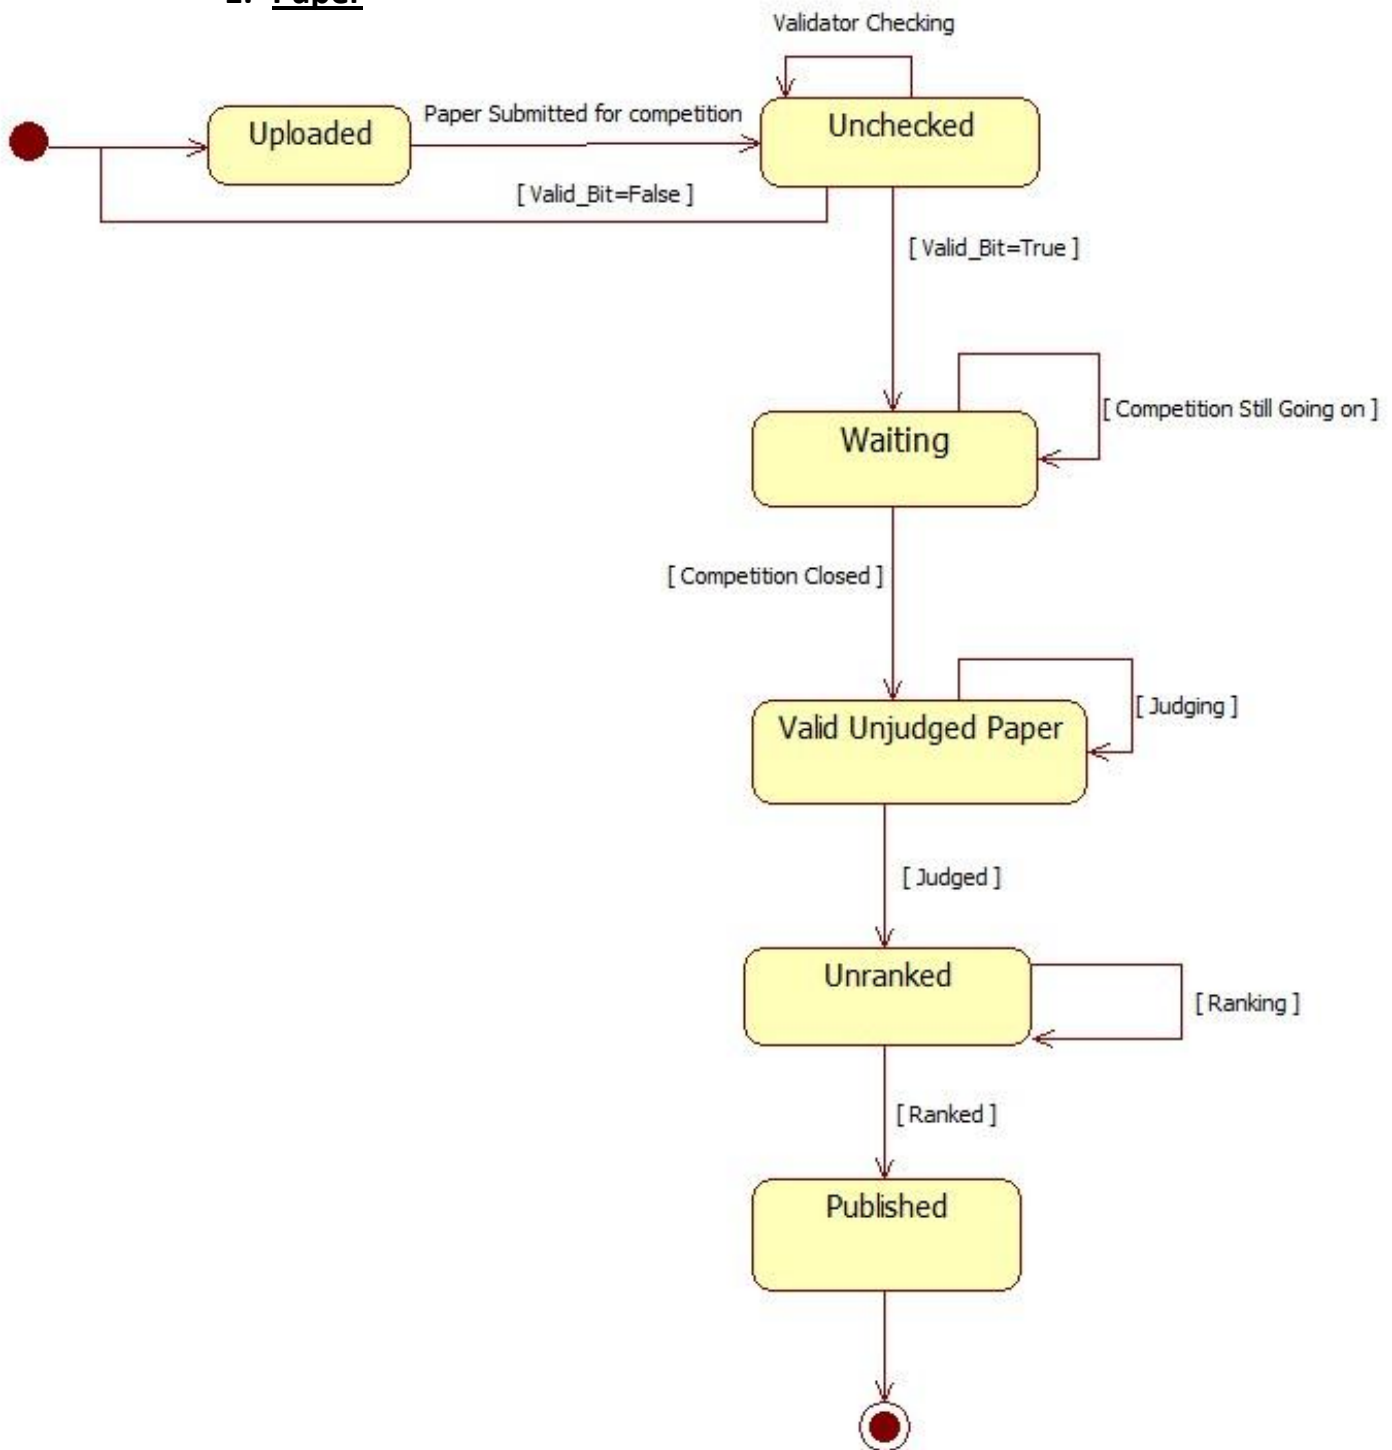 Paper
Validator Checking
Uploaded
Paper Submitted for competition
Unchecked
[ Valid_Bit=False ]
[ Valid_Bit=True ]
[ Competition Still Going on ]
Waiting
[ Competition Closed ]
[ Judging ]
Valid Unjudged Paper
[ Judged ]
Unranked
[ Ranking ]
[ Ranked ]
Published